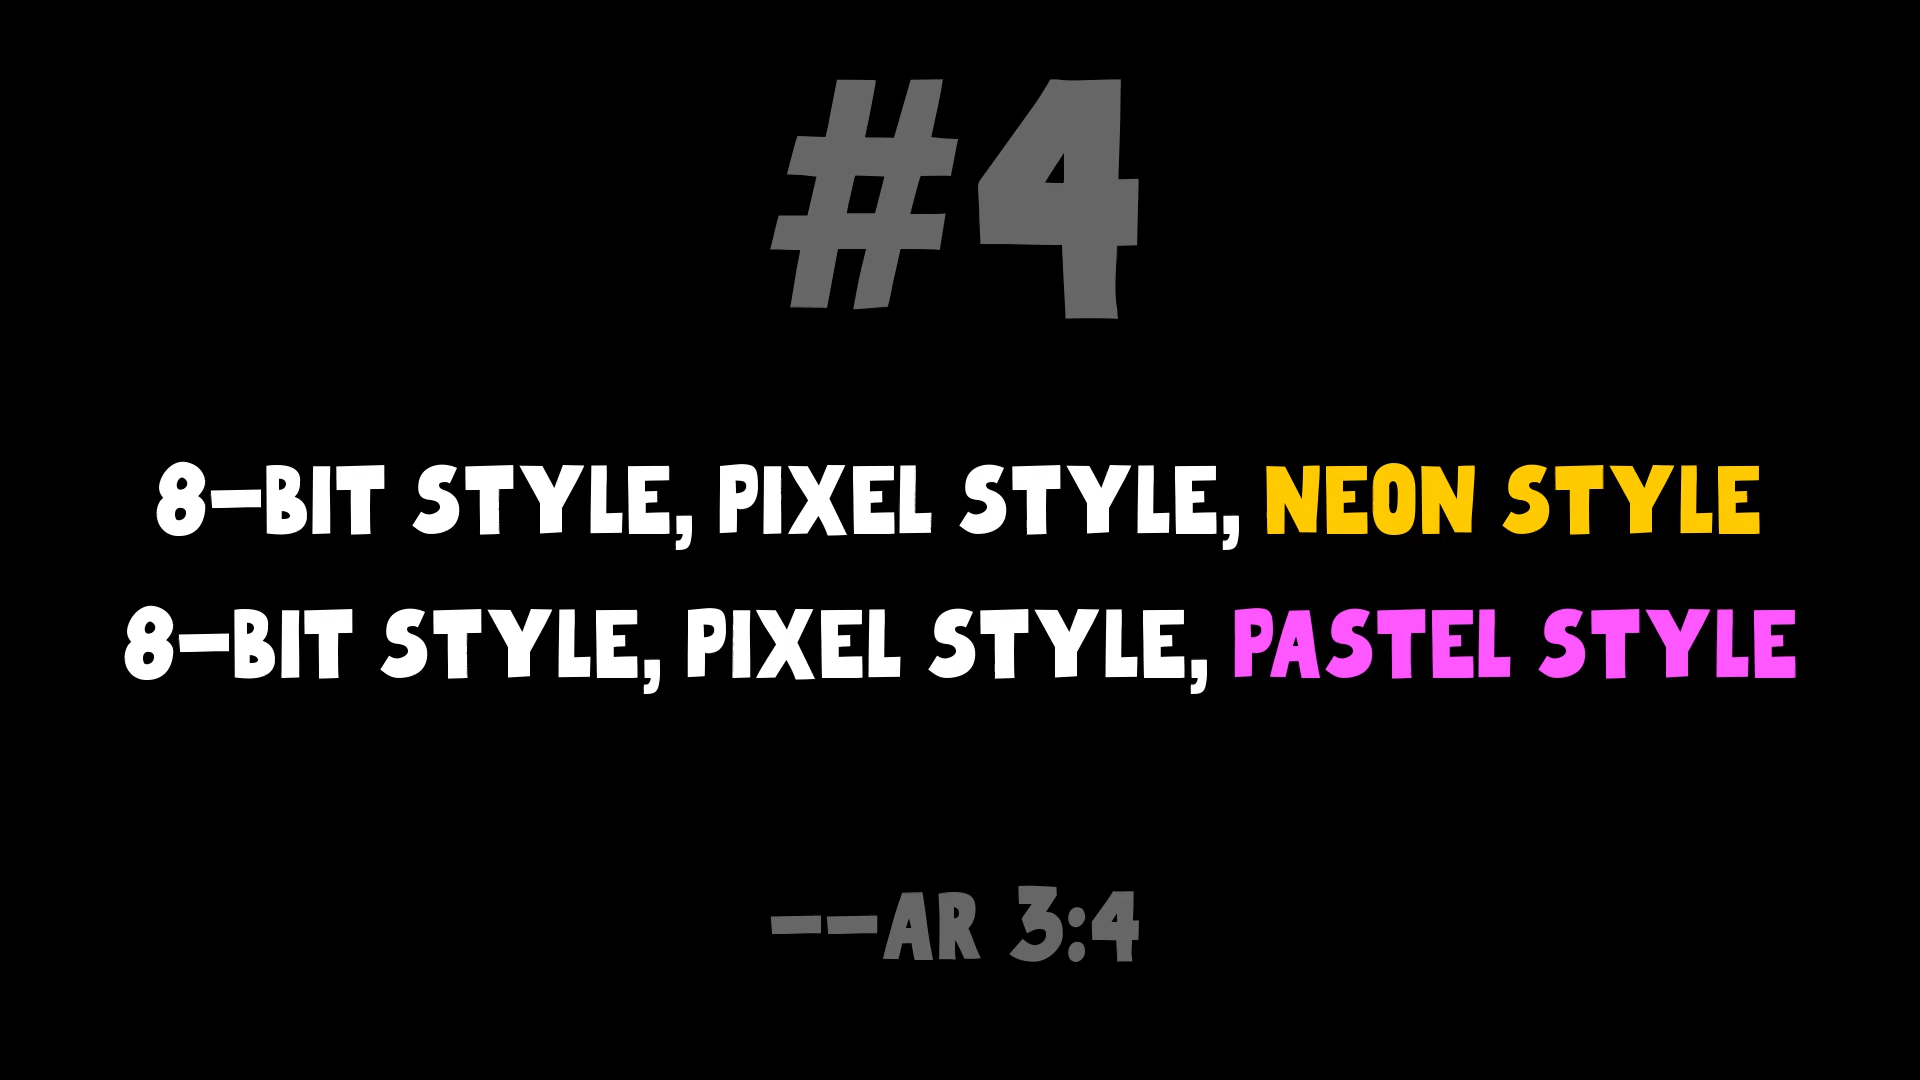 #4
8-BIT STYLE, PIXEL STYLE, NEON STYLE
8-BIT STYLE, PIXEL STYLE, PASTEL STYLE
--AR 3:4